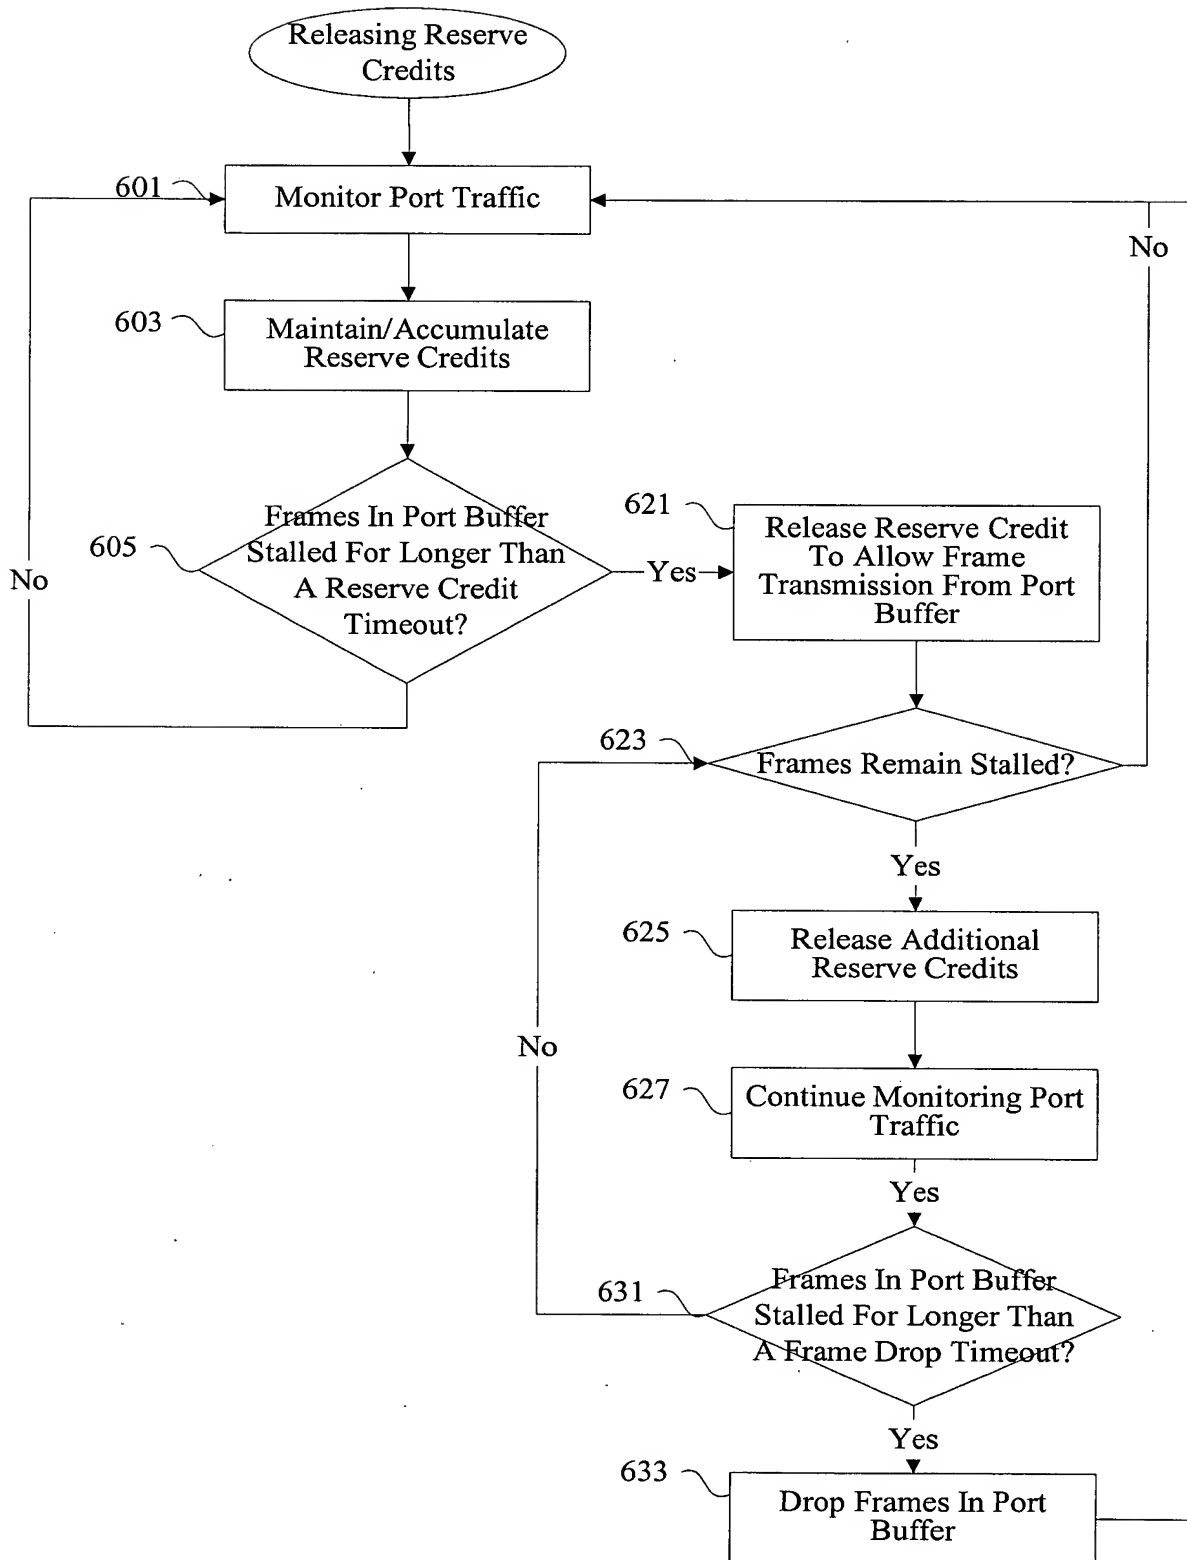 Releasing Reserve
Credits
601
Monitor Port Traffic
No
603
Maintain/Accumulate
Reserve Credits
605
Frames In Port Buffer
Stalled For Longer Than
A Reserve Credit
Timeout?
No
Yes
621
Release Reserve Credit
To Allow Frame
Transmission From Port
Buffer
623
Frames Remain Stalled?
Yes
625
Release Additional
Reserve Credits
No
627
Continue Monitoring Port
Traffic
Yes
631
Frames In Port Buffer
Stalled For Longer Than
A Frame Drop Timeout?
Yes
633
Drop Frames In Port
Buffer